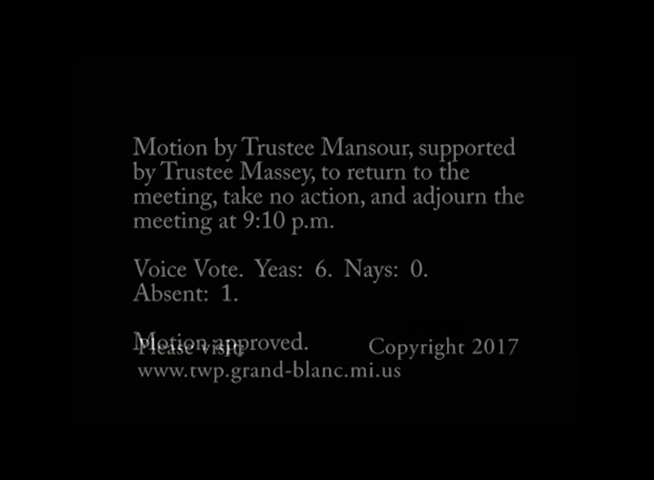 Motion by Trustee Mansour, supported
by Trustee Massey, to return to the
meeting, take no action, and adjourn the
meeting at 9:10 p.m.
Voice Vote. Yeas: 6. Nays: 0.
Absent: 1.
Motion approved.
Please visit Copyright 2017
www.twp.grand-blanc.mi.us